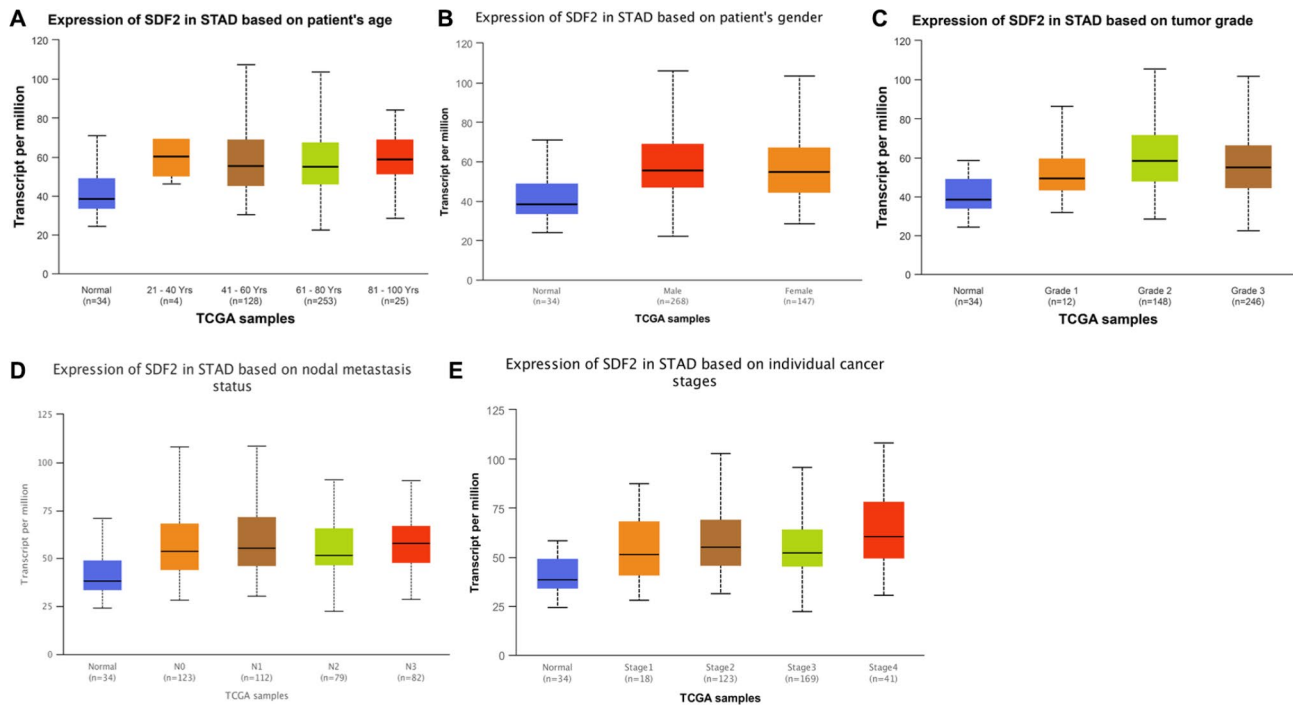 A
Expression of SDF2 in STAD based on patient's age
Transcript per million
120
100
80
60
40
20
0
Normal
(n=34)
21 - 40 Yrs
(n=4)
41 - 60 Yrs
(n=128)
61 - 80 Yrs
(n=253)
81 - 100 Yrs
(n=25)
TCGA samples
B
Expression of SDF2 in STAD based on patient's gender
Transcript per million
120
100
80
60
40
20
0
Normal
(n=34)
Male
(n=268)
Female
(n=147)
TCGA samples
C
Expression of SDF2 in STAD based on tumor grade
Transcript per million
120
100
80
60
40
20
0
Normal
(n=34)
Grade 1
(n=12)
Grade 2
(n=148)
Grade 3
(n=246)
TCGA samples
D
Expression of SDF2 in STAD based on nodal metastasis
status
Transcript per million
125
100
75
50
25
0
Normal
(n=34)
N0
(n=123)
N1
(n=112)
N2
(n=79)
N3
(n=82)
TCGA samples
E
Expression of SDF2 in STAD based on individual cancer
stages
Transcript per million
125
100
75
50
25
0
Normal
(n=34)
Stage1
(n=18)
Stage2
(n=123)
Stage3
(n=169)
Stage4
(n=41)
TCGA samples